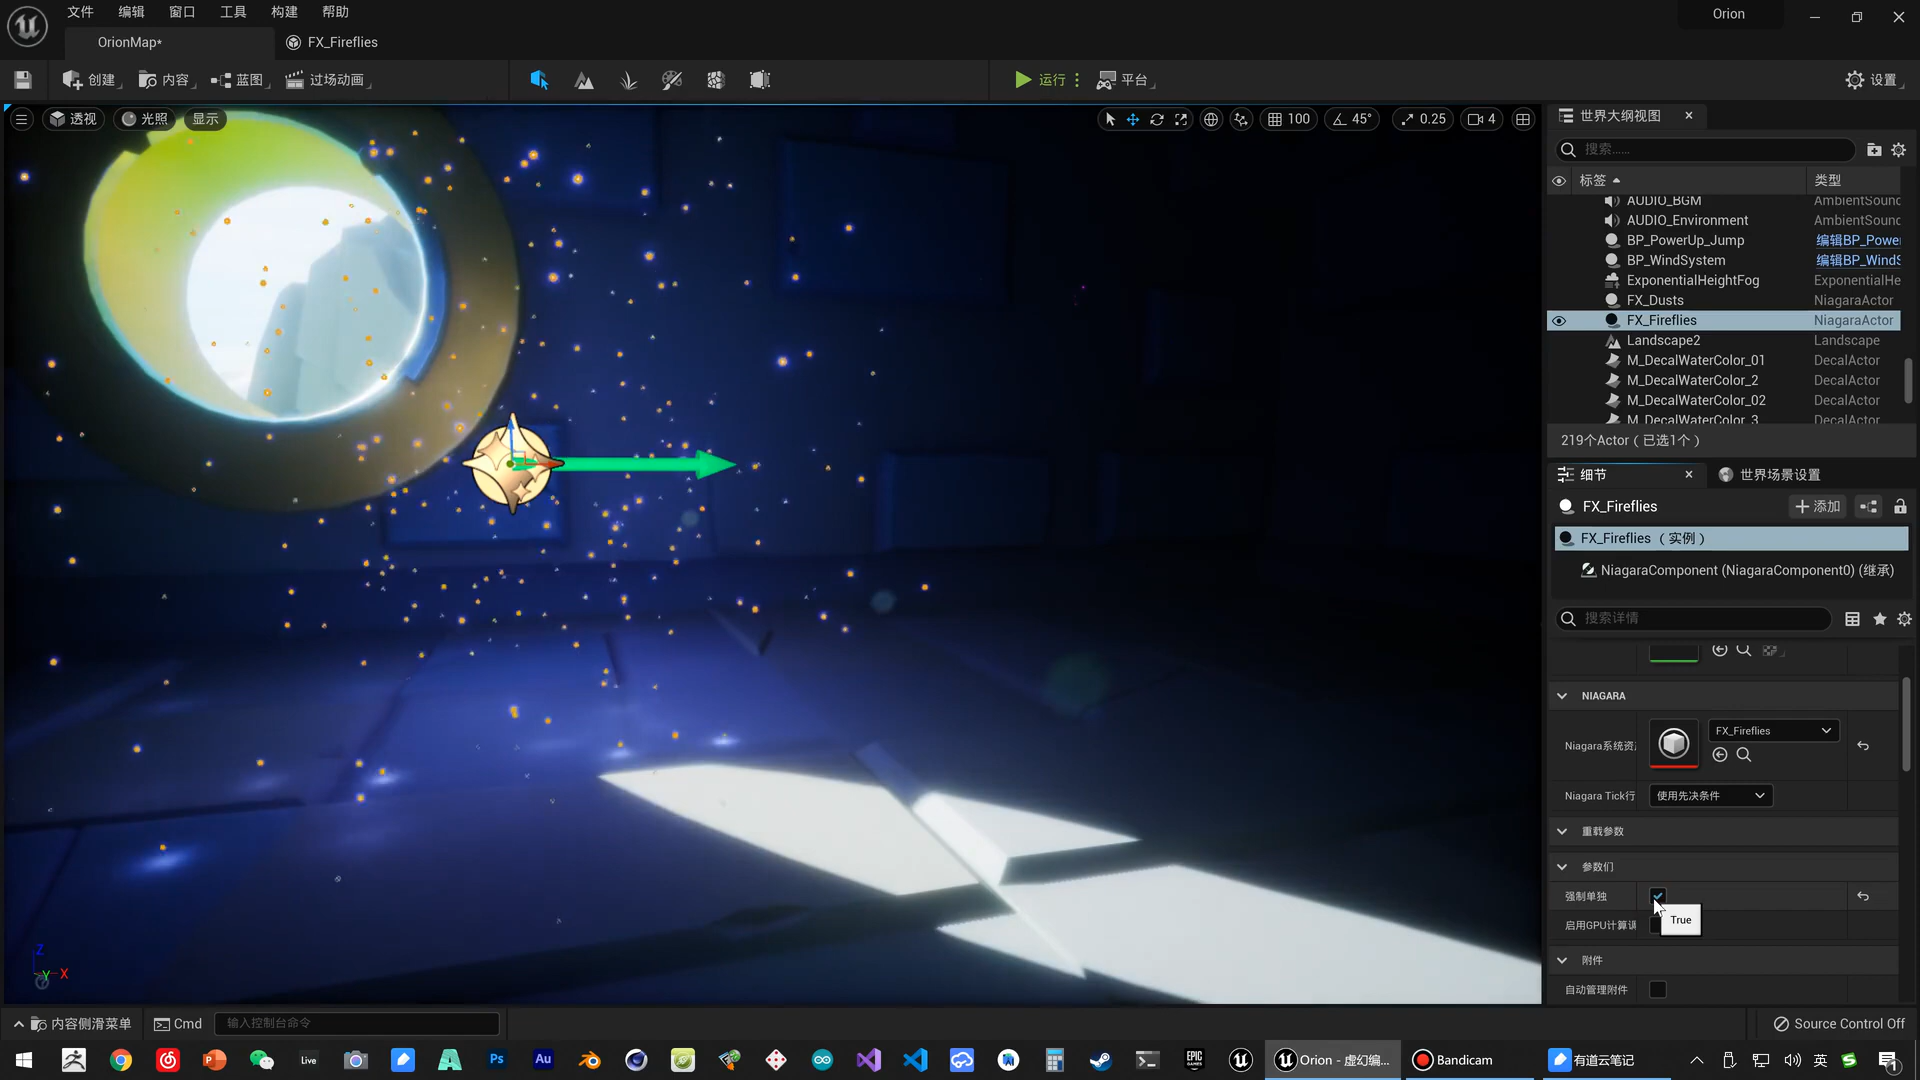 文件 编辑 窗口 工具 构建 帮助
Orion
OrionMap*
FX_Fireflies
创建 内容 蓝图 过场动画
运行 平台
设置
透视 光照 显示
100 45° 0.25 4
世界大纲视图
搜索......
标签 类型
AUDIO_BGM AmbientSound
AUDIO_Environment AmbientSound
BP_PowerUp_Jump 编辑BP_Powe
BP_WindSystem 编辑BP_WindS
ExponentialHeightFog ExponentialHe
FX_Dusts NiagaraActor
FX_Fireflies NiagaraActor
Landscape2 Landscape
M_DecalWaterColor_01 DecalActor
M_DecalWaterColor_2 DecalActor
M_DecalWaterColor_02 DecalActor
M_DecalWaterColor_3 DecalActor
219个Actor（已选1个）
细节 世界场景设置
FX_Fireflies 添加
FX_Fireflies （实例）
NiagaraComponent (NiagaraComponent0) (继承)
搜索详情
NIAGARA
Niagara系统资 FX_Fireflies
Niagara Tick行 使用先决条件
重载参数
参数们
强制单独
True
启用GPU计算调
附件
自动管理附件
Z
Y X
内容侧滑菜单 Cmd 输入控制台命令
Source Control Off
Live Ps Au EPIC GAMES Orion - 虚幻编... Bandicam 有道云笔记 英 1